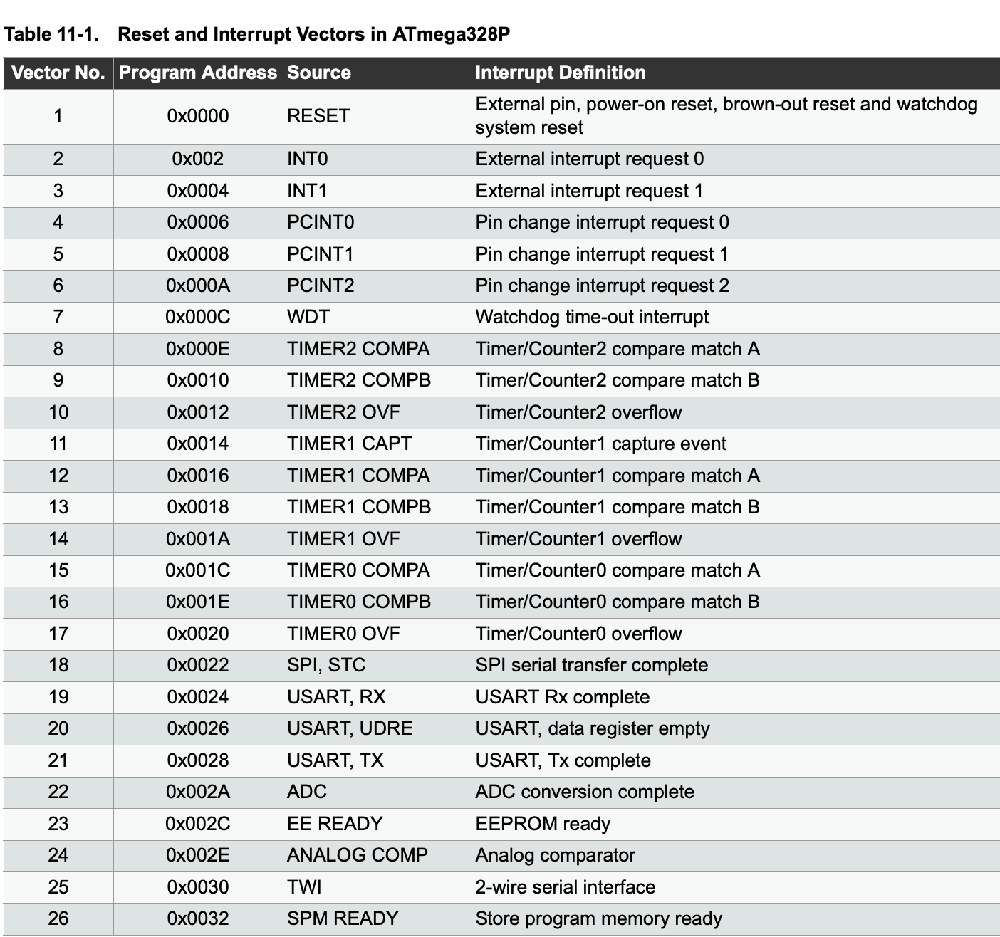 Table 11-1. Reset and Interrupt Vectors in ATmega328P
Vector No. Program Address Source Interrupt Definition
1 0x0000 RESET External pin, power-on reset, brown-out reset and watchdog
system reset
2 0x002 INT0 External interrupt request 0
3 0x0004 INT1 External interrupt request 1
4 0x0006 PCINT0 Pin change interrupt request 0
5 0x0008 PCINT1 Pin change interrupt request 1
6 0x000A PCINT2 Pin change interrupt request 2
7 0x000C WDT Watchdog time-out interrupt
8 0x000E TIMER2 COMPA Timer/Counter2 compare match A
9 0x0010 TIMER2 COMPB Timer/Counter2 compare match B
10 0x0012 TIMER2 OVF Timer/Counter2 overflow
11 0x0014 TIMER1 CAPT Timer/Counter1 capture event
12 0x0016 TIMER1 COMPA Timer/Counter1 compare match A
13 0x0018 TIMER1 COMPB Timer/Counter1 compare match B
14 0x001A TIMER1 OVF Timer/Counter1 overflow
15 0x001C TIMER0 COMPA Timer/Counter0 compare match A
16 0x001E TIMER0 COMPB Timer/Counter0 compare match B
17 0x0020 TIMER0 OVF Timer/Counter0 overflow
18 0x0022 SPI, STC SPI serial transfer complete
19 0x0024 USART, RX USART Rx complete
20 0x0026 USART, UDRE USART, data register empty
21 0x0028 USART, TX USART, Tx complete
22 0x002A ADC ADC conversion complete
23 0x002C EE READY EEPROM ready
24 0x002E ANALOG COMP Analog comparator
25 0x0030 TWI 2-wire serial interface
26 0x0032 SPM READY Store program memory ready